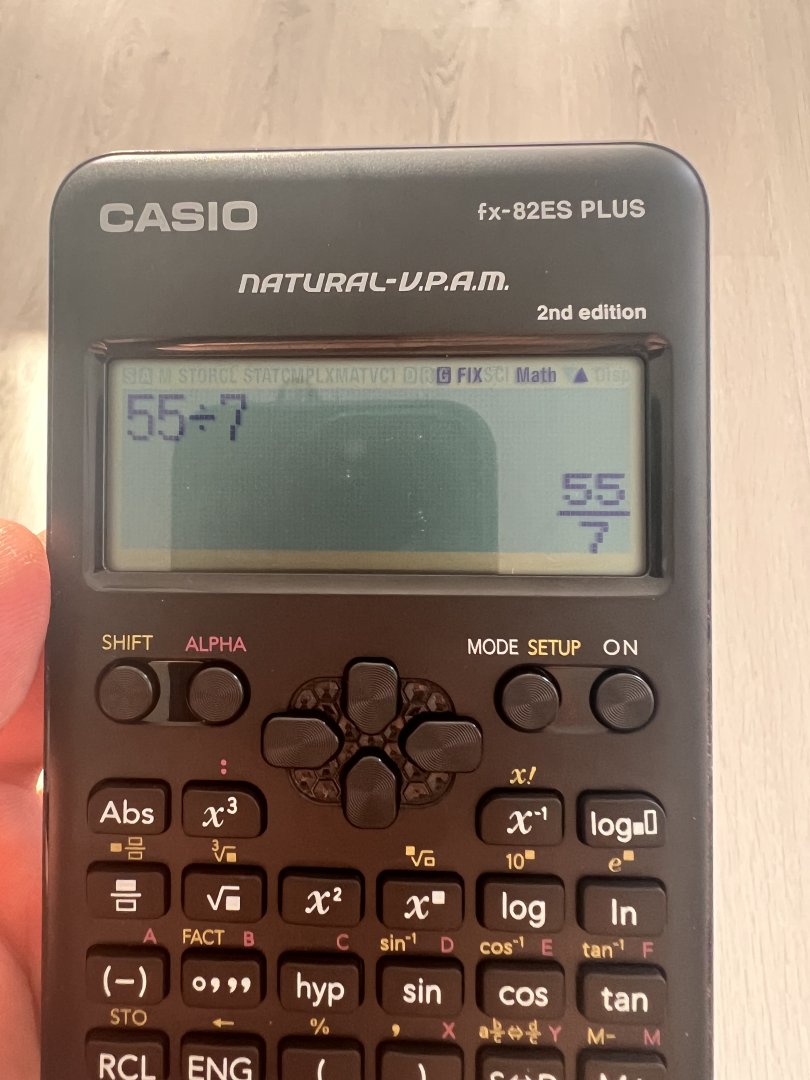 CASIO fx-82ES PLUS
NATURAL-V.P.A.M.
2nd edition
S A M STO RCL STAT CMPLX MAT VCT D R G FIX SCI Math ▼ ▲ Disp
55÷7
55
7
SHIFT ALPHA MODE SETUP ON
: x!
Abs x³ x⁻¹ log■□
■■/□ ³√■ ■√□ 10■ e■
■/□ √■ x² x■ log ln
A FACT B C sin⁻¹ D cos⁻¹ E tan⁻¹ F
(−) °,,, hyp sin cos tan
STO ← % , X a b/c⇔d/c Y M− M
RCL ENG ( )